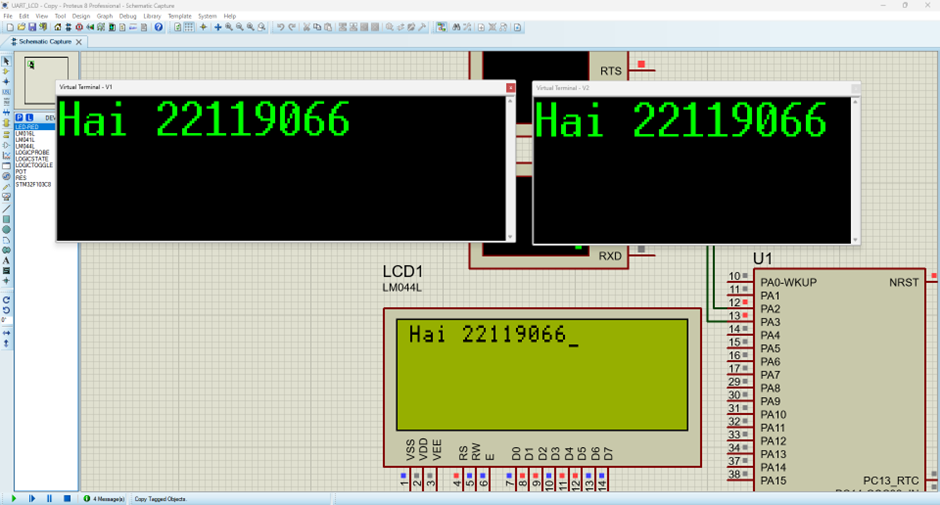 UART_LCD - Copy - Proteus 8 Professional - Schematic Capture
File Edit View Tool Design Graph Debug Library Template System Help
Schematic Capture
Virtual Terminal - V1
Hai 22119066
Virtual Terminal - V2
Hai 22119066
RTS
RXD
P L DEV
LED-RED
LM016L
LM041L
LM044L
LOGICPROBE
LOGICSTATE
LOGICTOGGLE
POT
RES
STM32F103C8
LCD1
LM044L
Hai 22119066_
VSS VDD VEE RS RW E D0 D1 D2 D3 D4 D5 D6 D7
1 2 3 4 5 6 7 8 9 10 11 12 13 14
U1
10 PA0-WKUP NRST
11 PA1
12 PA2
13 PA3
14 PA4
15 PA5
16 PA6
17 PA7
29 PA8
30 PA9
31 PA10
32 PA11
33 PA12
34 PA13
37 PA14
38 PA15
PC13_RTC
4 Message(s) Copy Tagged Objects.